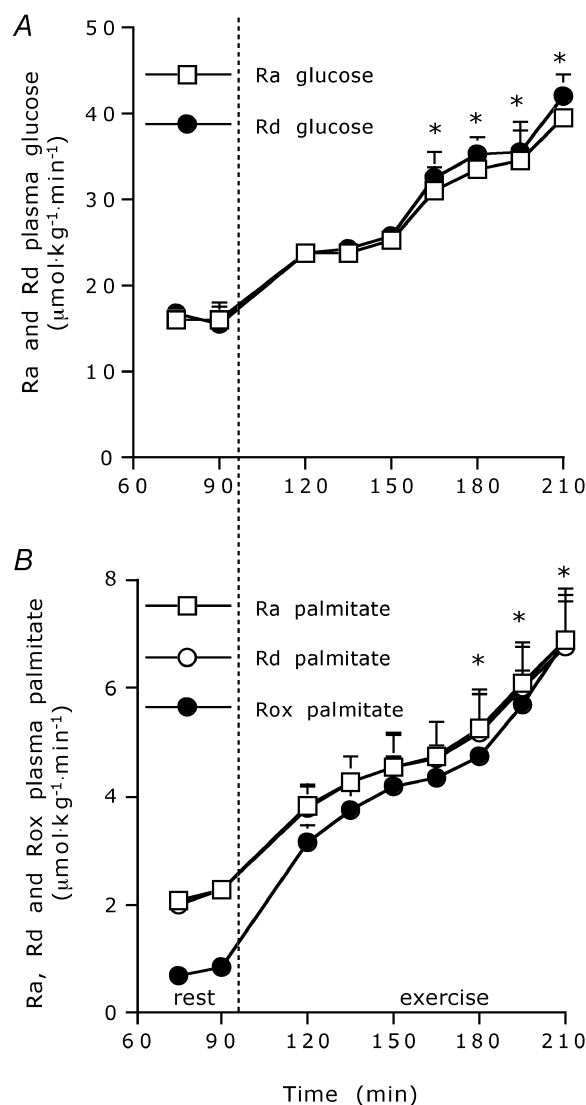 A
50
40
30
20
10
0
Ra and Rd plasma glucose
(μmol·kg-1·min-1)
Ra glucose
Rd glucose
* * * *
60 90 120 150 180 210
B
8
6
4
2
0
Ra, Rd and Rox plasma palmitate
(μmol·kg-1·min-1)
Ra palmitate
Rd palmitate
Rox palmitate
* * *
rest exercise
60 90 120 150 180 210
Time (min)